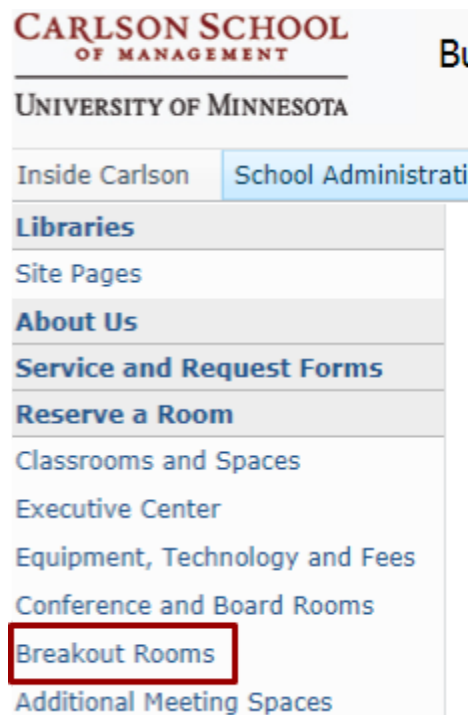 CARLSON SCHOOL
OF MANAGEMENT
UNIVERSITY OF MINNESOTA
Inside Carlson
Libraries
Site Pages
About Us
Service and Request Forms
Reserve a Room
Classrooms and Spaces
Executive Center
Equipment, Technology and Fees
Conference and Board Rooms
Breakout Rooms
Additional Meeting Spaces